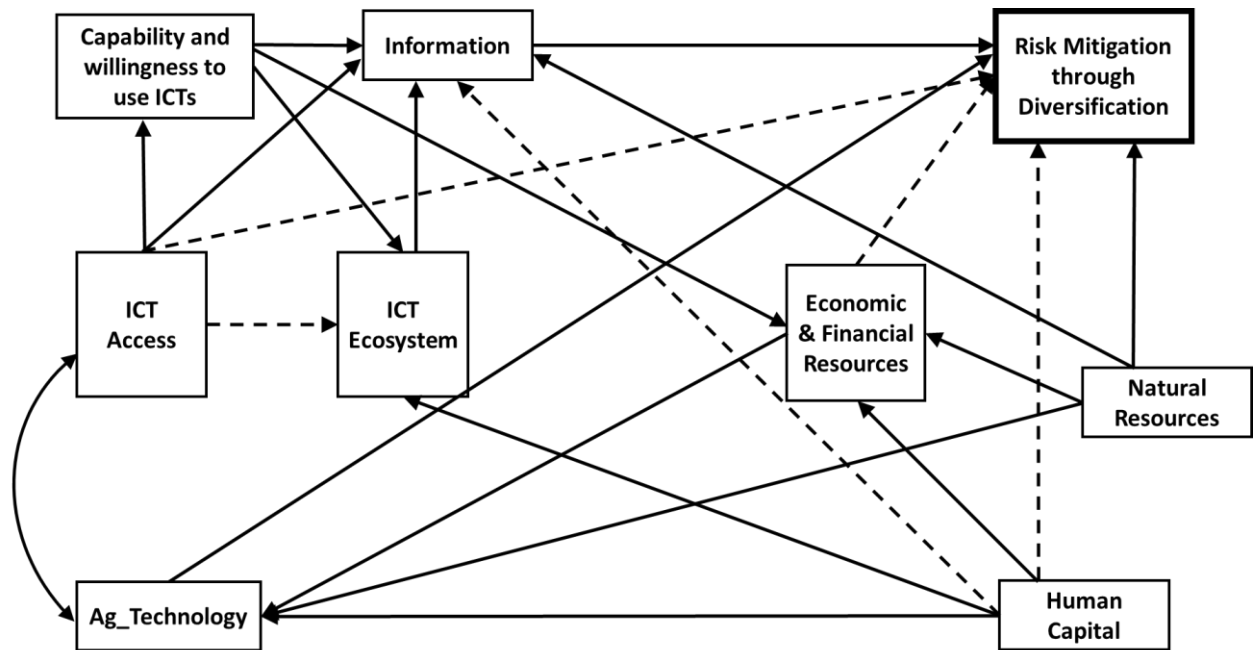 Capability and
willingness to
use ICTs
Information
Risk Mitigation
through
Diversification
ICT
Access
ICT
Ecosystem
Economic
& Financial
Resources
Natural
Resources
Ag_Technology
Human
Capital